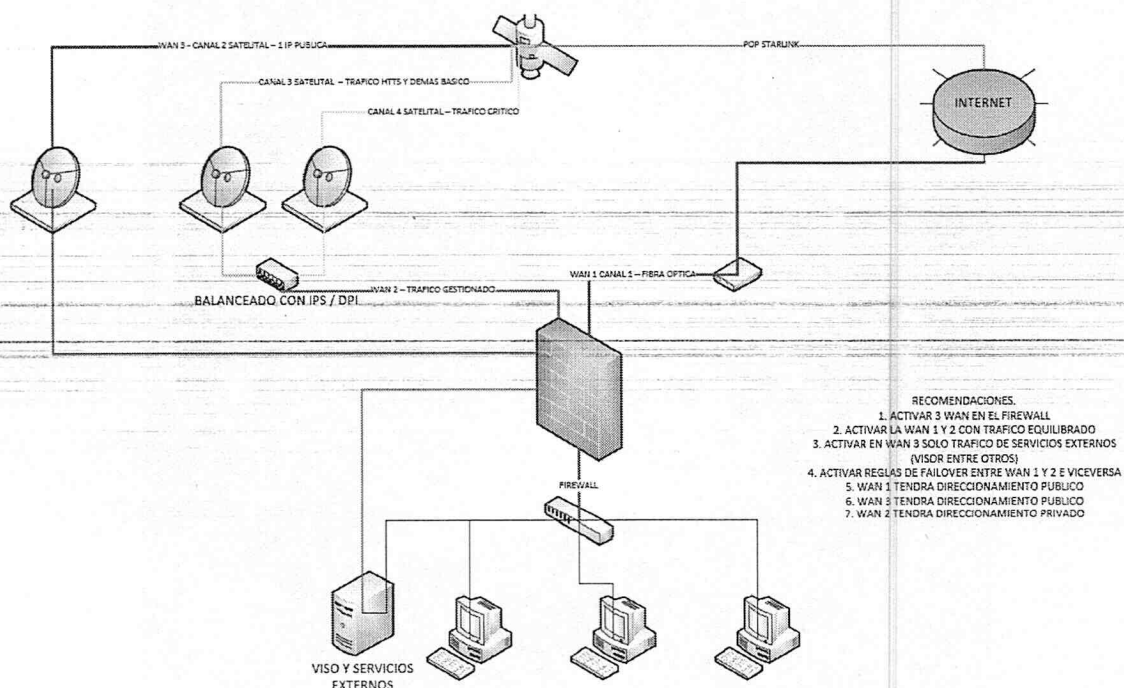 WAN 3 - CANAL 2 SATELITAL – 1 IP PUBLICA
POP STARLINK
CANAL 3 SATELITAL – TRAFICO HTTS Y DEMAS BASICO
CANAL 4 SATELITAL – TRAFICO CRITICO
INTERNET
WAN 1 CANAL 1 – FIBRA OPTICA
BALANCEADO CON IPS / DPI
WAN 2 – TRAFICO GESTIONADO
RECOMENDACIONES.
1. ACTIVAR 3 WAN EN EL FIREWALL
2. ACTIVAR LA WAN 1 Y 2 CON TRAFICO EQUILIBRADO
3. ACTIVAR EN WAN 3 SOLO TRAFICO DE SERVICIOS EXTERNOS
(VISOR ENTRE OTROS)
4. ACTIVAR REGLAS DE FAILOVER ENTRE WAN 1 Y 2 E VICEVERSA
5. WAN 1 TENDRA DIRECCIONAMIENTO PUBLICO
6. WAN 3 TENDRA DIRECCIONAMIENTO PUBLICO
7. WAN 2 TENDRA DIRECCIONAMIENTO PRIVADO
FIREWALL
VISO Y SERVICIOS
EXTERNOS